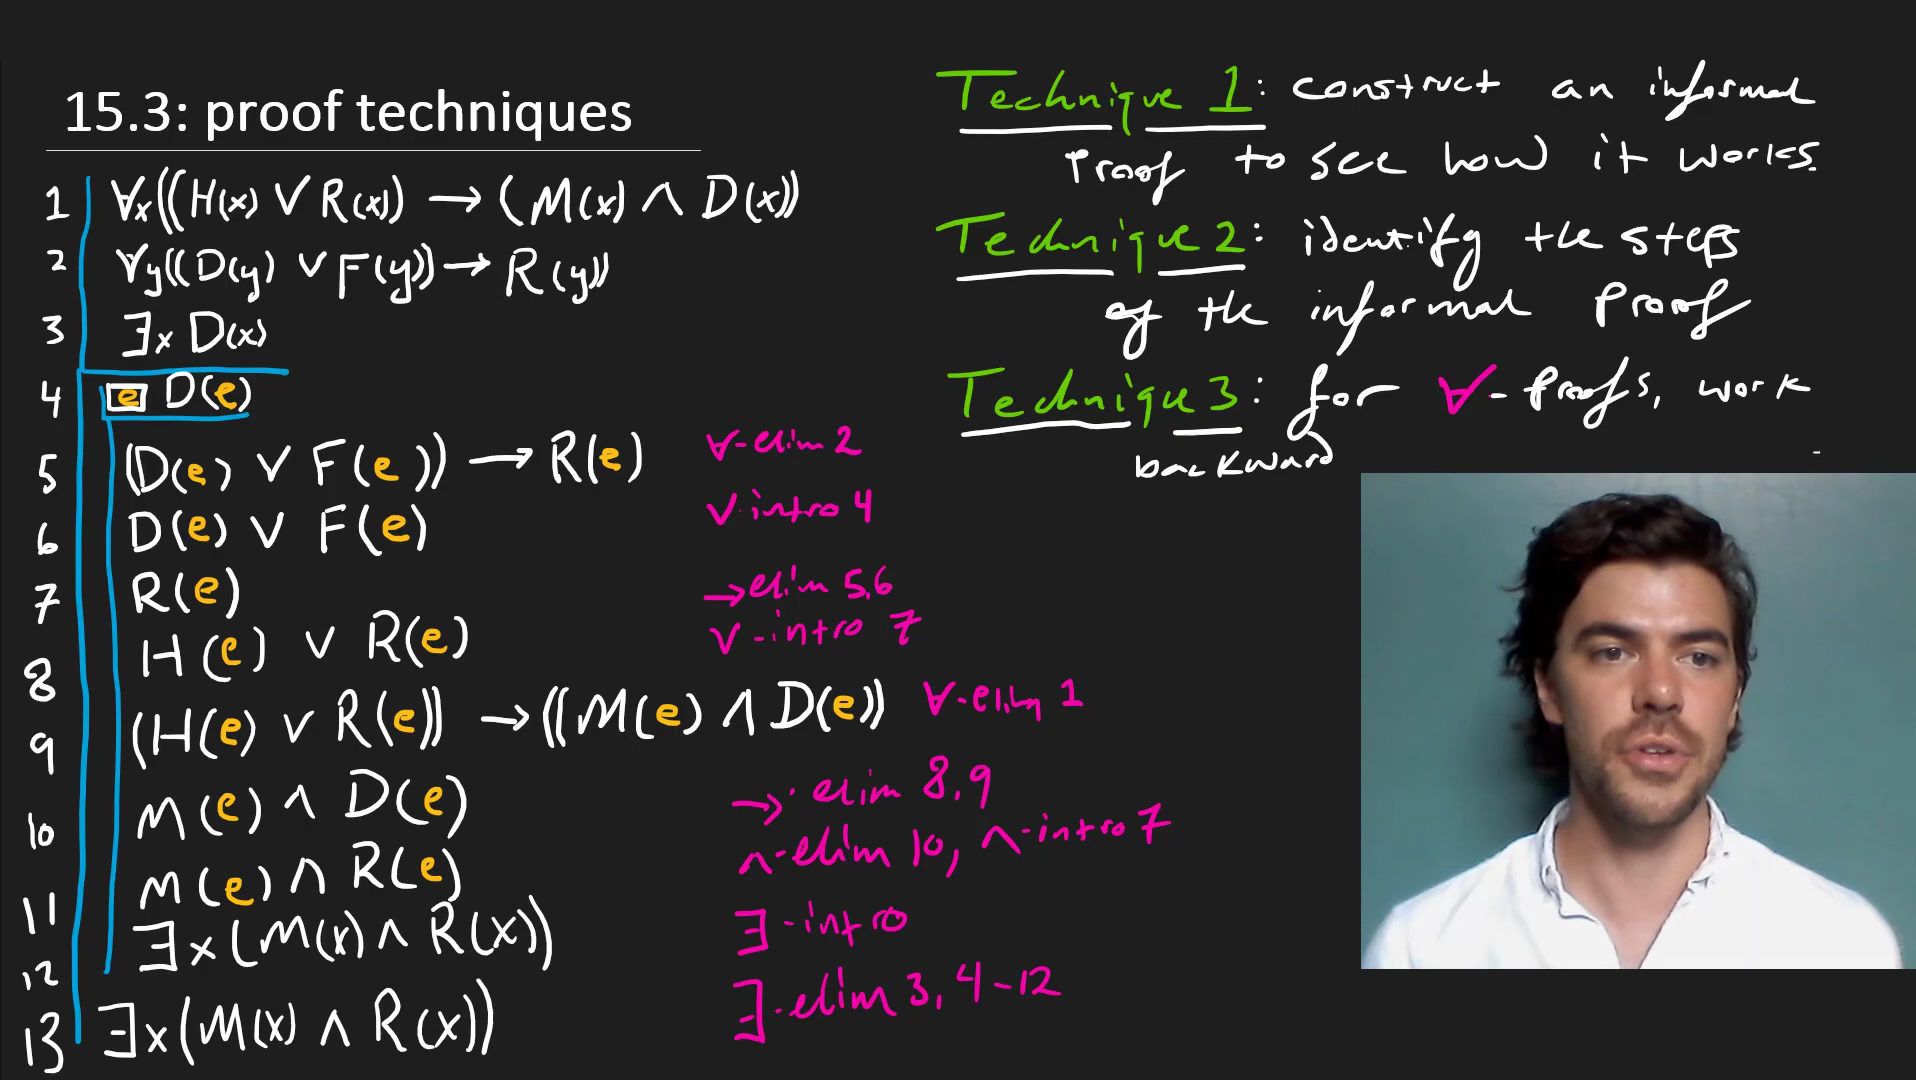 15.3: proof techniques
1 ∀x((H(x) ∨ R(x)) → (M(x) ∧ D(x))
2 ∀y((D(y) ∨ F(y)) → R(y))
3 ∃x D(x)
4 e D(e)
5 (D(e) ∨ F(e)) → R(e) ∀-elim 2
6 D(e) ∨ F(e) ∨-intro 4
7 R(e) → elim 5,6
8 H(e) ∨ R(e) ∨-intro 7
9 (H(e) ∨ R(e)) → ((M(e) ∧ D(e)) ∀-elim 1
10 M(e) ∧ D(e) →-elim 8,9
11 M(e) ∧ R(e) ∧-elim 10, ∧-intro 7
12 ∃x(M(x) ∧ R(x)) ∃-intro
13 ∃x(M(x) ∧ R(x)) ∃-elim 3, 4-12
Technique 1: construct an informal
proof to see how it works.
Technique 2: identify the steps
of the informal proof
Technique 3: for ∀-proofs, work
backward